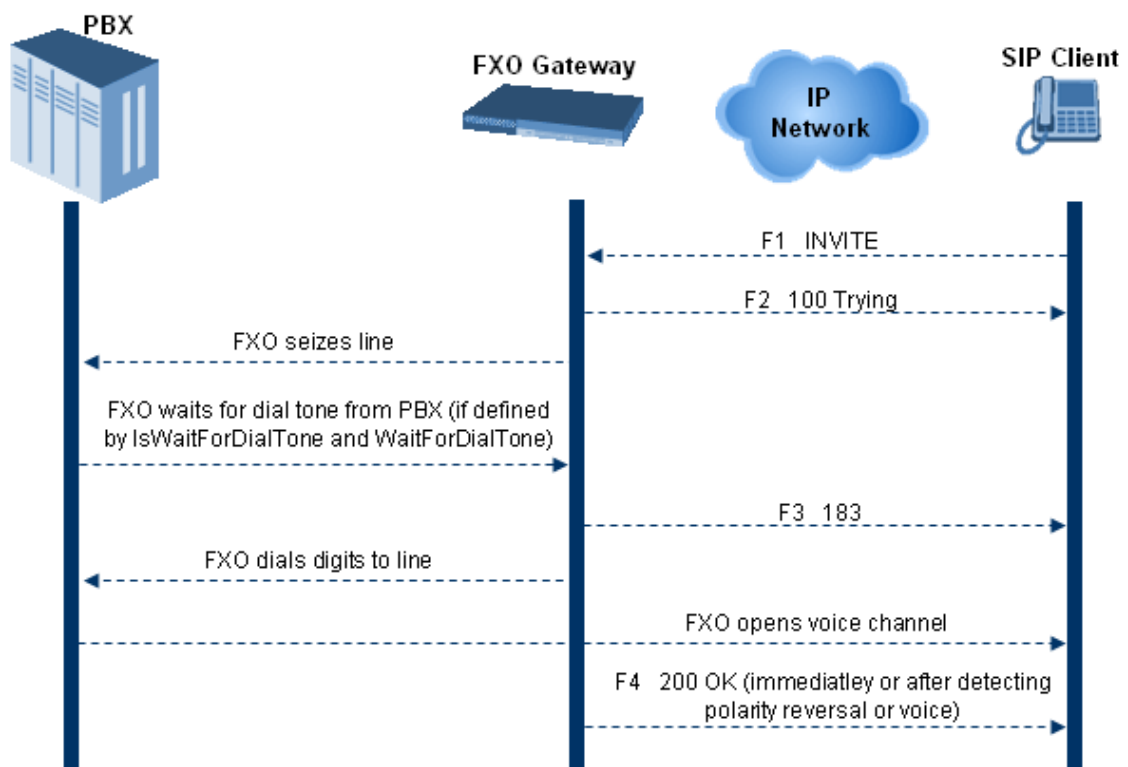 PBX
FXO Gateway
IP
Network
SIP Client
F1 INVITE
F2 100 Trying
FXO seizes line
FXO waits for dial tone from PBX (if defined
by IsWaitForDialTone and WaitForDialTone)
F3 183
FXO dials digits to line
FXO opens voice channel
F4 200 OK (immediatley or after detecting
polarity reversal or voice)